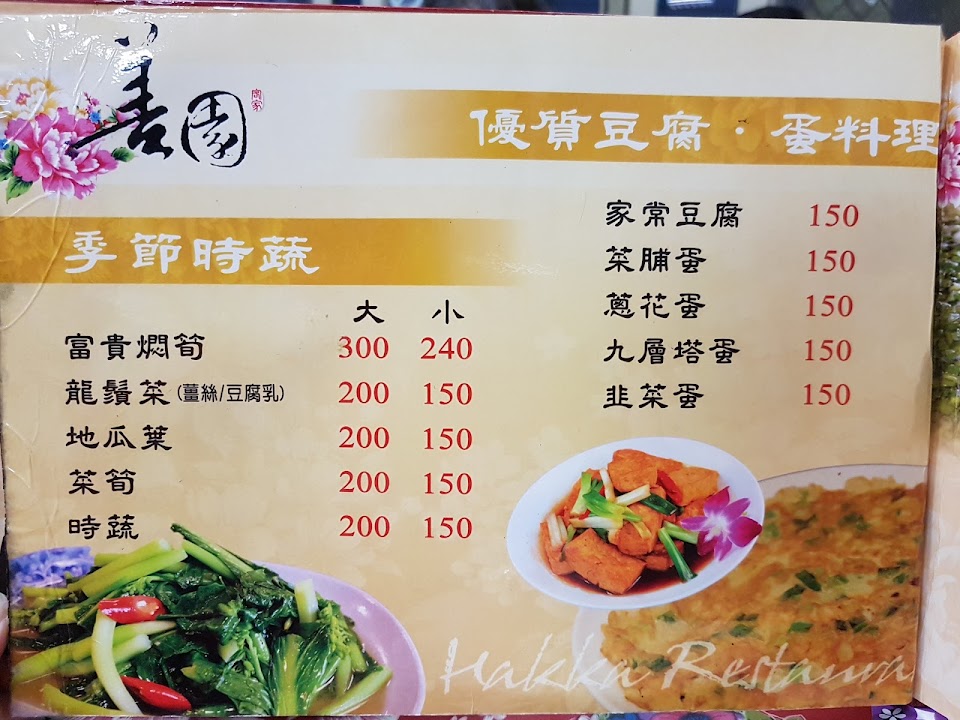 善園
客家
優質豆腐・蛋料理
季節時蔬
大 小
富貴燜筍 300 240
龍鬚菜(薑絲/豆腐乳) 200 150
地瓜葉 200 150
菜筍 200 150
時蔬 200 150
家常豆腐 150
菜脯蛋 150
蔥花蛋 150
九層塔蛋 150
韭菜蛋 150
Hakka Restaura